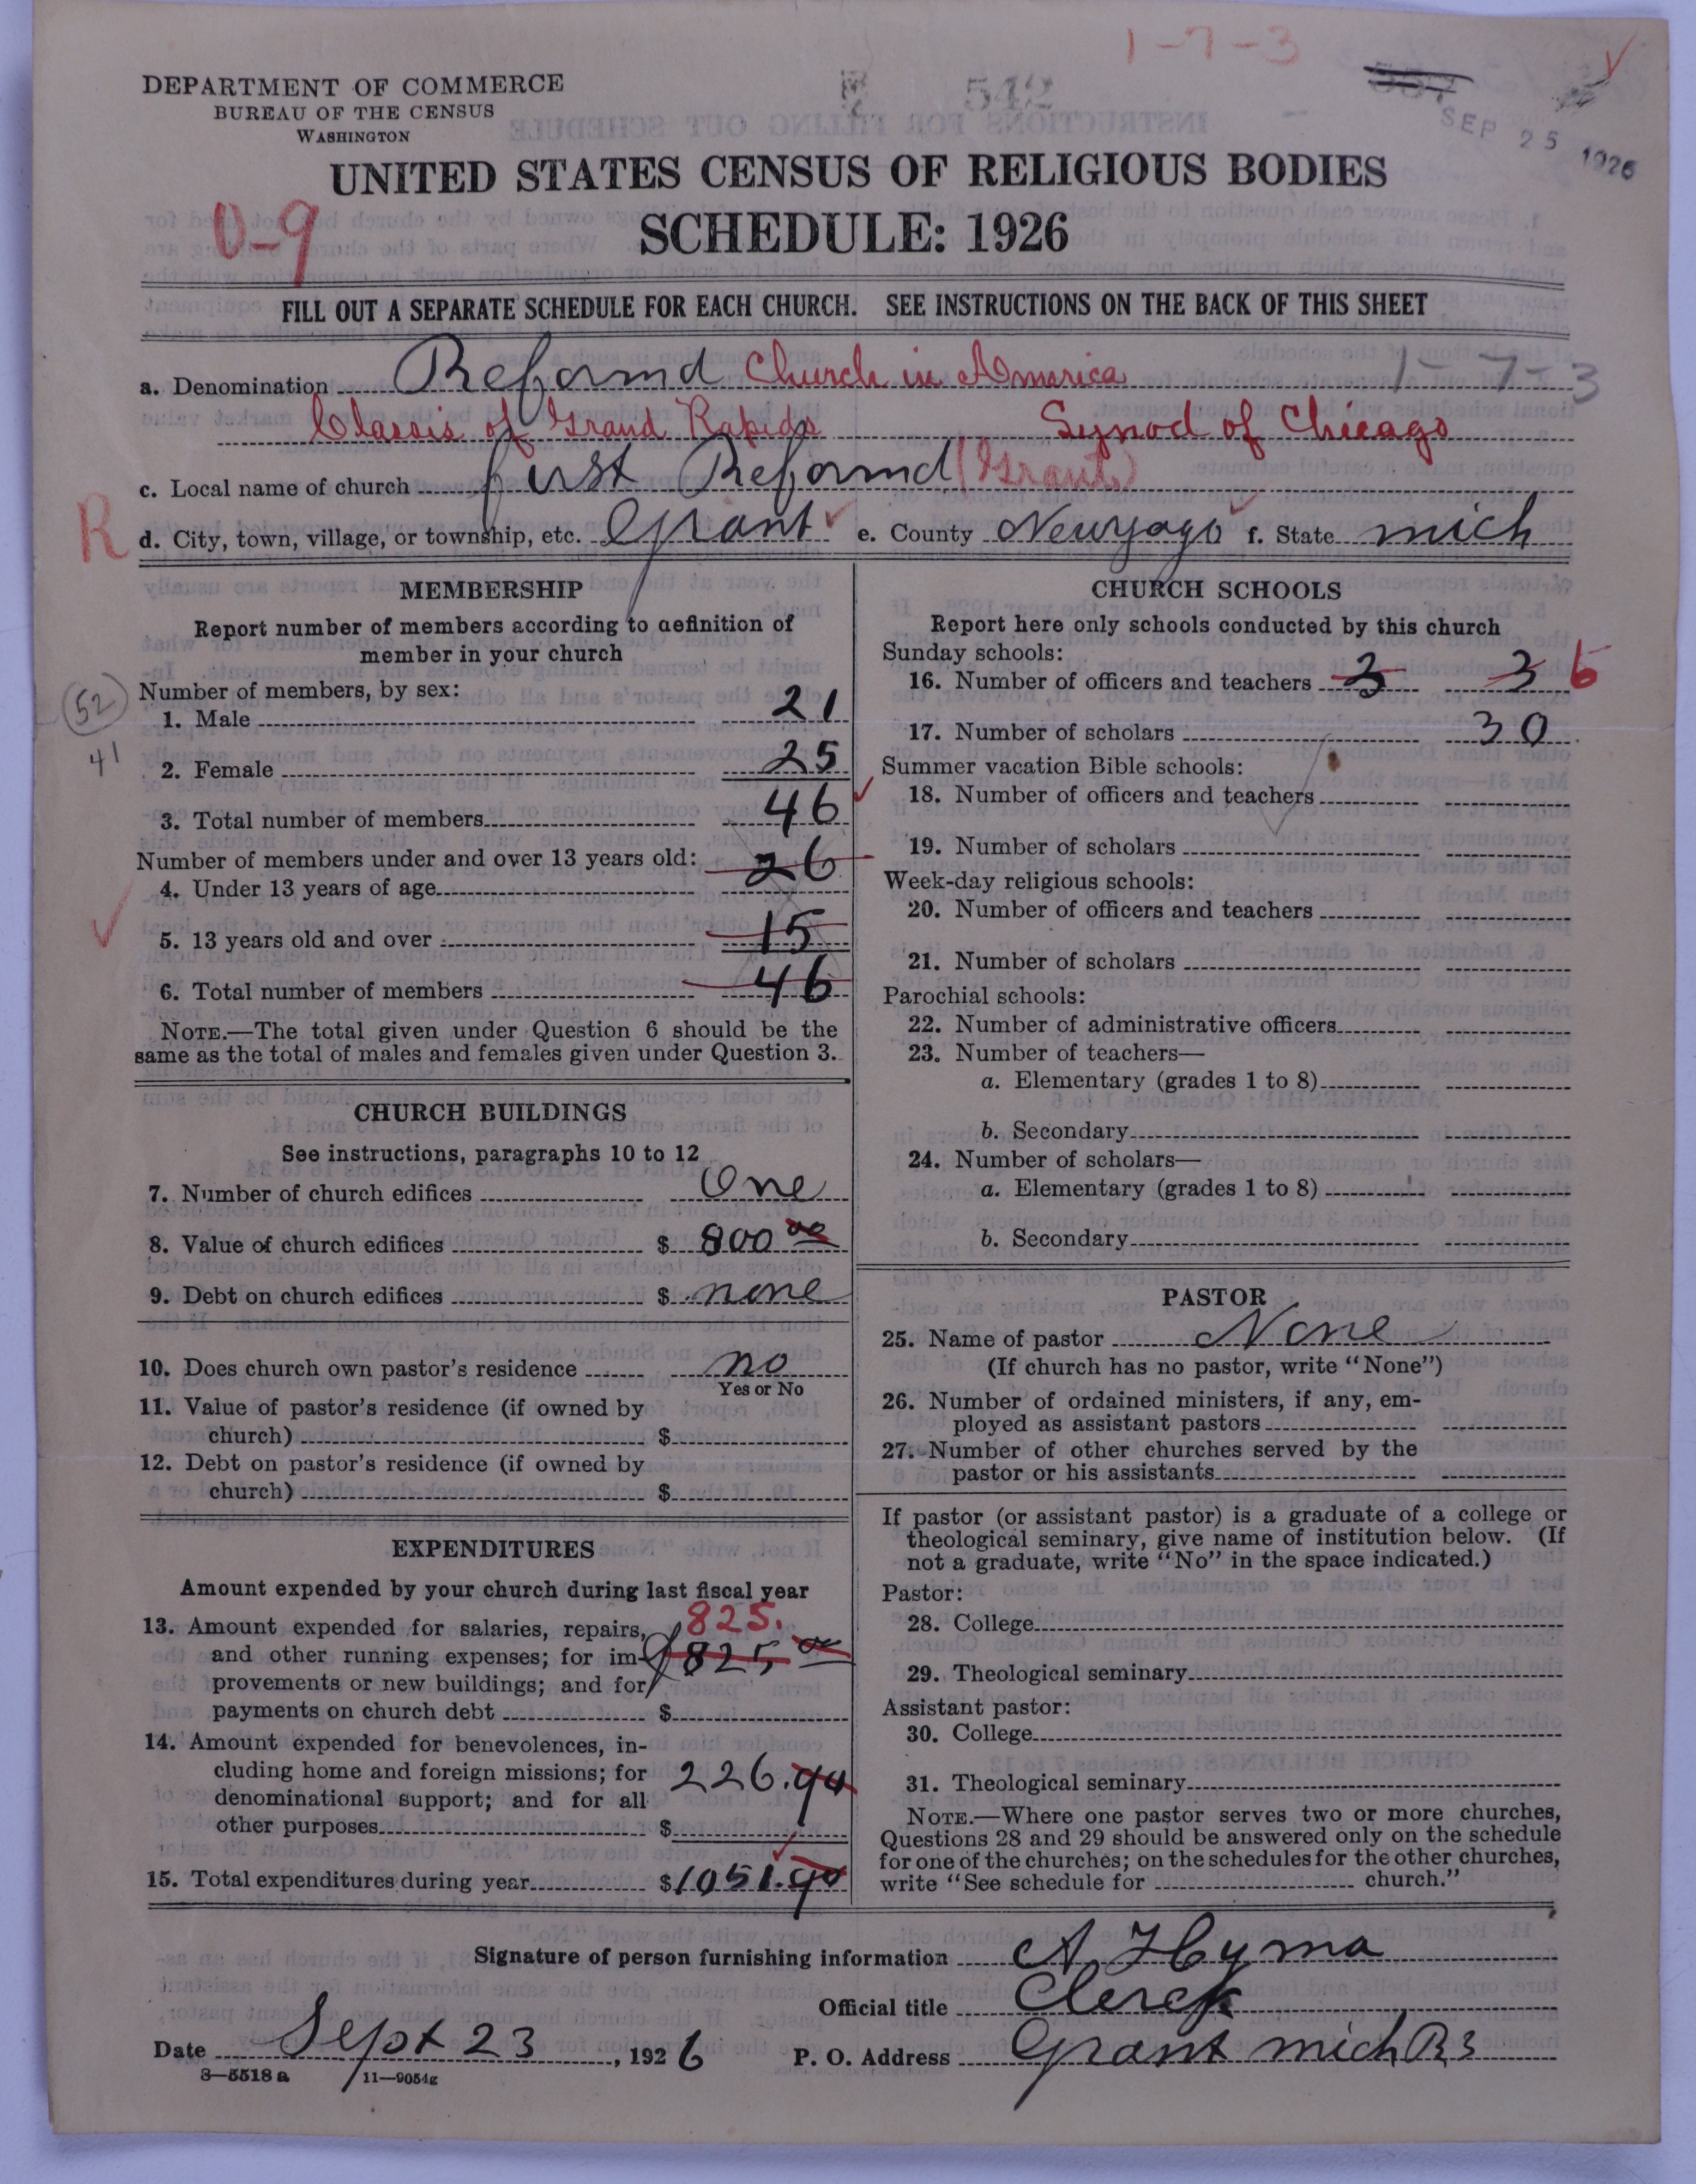 1-7-3
DEPARTMENT OF COMMERCE
BUREAU OF THE CENSUS
WASHINGTON
542
SEP 25 1926
UNITED STATES CENSUS OF RELIGIOUS BODIES
SCHEDULE: 1926
0-9
FILL OUT A SEPARATE SCHEDULE FOR EACH CHURCH. SEE INSTRUCTIONS ON THE BACK OF THIS SHEET
a. Denomination Reformd Church in America 1-7-3
Classis of Grand Rapids Synod of Chicago
c. Local name of church first Reformd (Grant)
R
d. City, town, village, or township, etc. Grant e. County Newyago f. State mich
MEMBERSHIP
Report number of members according to definition of
member in your church
Number of members, by sex:
52
1. Male 21
41
2. Female 25
3. Total number of members 46
Number of members under and over 13 years old:
4. Under 13 years of age 26
5. 13 years old and over 15
6. Total number of members 46
NOTE.—The total given under Question 6 should be the
same as the total of males and females given under Question 3.
CHURCH BUILDINGS
See instructions, paragraphs 10 to 12
7. Number of church edifices One
8. Value of church edifices $ 800 00
9. Debt on church edifices $ none
10. Does church own pastor's residence no
Yes or No
11. Value of pastor's residence (if owned by
church) $
12. Debt on pastor's residence (if owned by
church) $
EXPENDITURES
Amount expended by your church during last fiscal year
825.
13. Amount expended for salaries, repairs,
and other running expenses; for im- 825 00
provements or new buildings; and for
payments on church debt $
14. Amount expended for benevolences, in-
cluding home and foreign missions; for 226.94
denominational support; and for all
other purposes $
15. Total expenditures during year $1051.94
CHURCH SCHOOLS
Report here only schools conducted by this church
Sunday schools:
16. Number of officers and teachers 3 3 6
17. Number of scholars 30
Summer vacation Bible schools:
18. Number of officers and teachers
19. Number of scholars
Week-day religious schools:
20. Number of officers and teachers
21. Number of scholars
Parochial schools:
22. Number of administrative officers
23. Number of teachers—
a. Elementary (grades 1 to 8)
b. Secondary
24. Number of scholars—
a. Elementary (grades 1 to 8)
b. Secondary
PASTOR
25. Name of pastor None
(If church has no pastor, write "None")
26. Number of ordained ministers, if any, em-
ployed as assistant pastors
27. Number of other churches served by the
pastor or his assistants
If pastor (or assistant pastor) is a graduate of a college or
theological seminary, give name of institution below. (If
not a graduate, write "No" in the space indicated.)
Pastor:
28. College
29. Theological seminary
Assistant pastor:
30. College
31. Theological seminary
NOTE.—Where one pastor serves two or more churches,
Questions 28 and 29 should be answered only on the schedule
for one of the churches; on the schedules for the other churches,
write "See schedule for church."
Signature of person furnishing information A Hyma
Official title Clerck
Date Sept 23, 1926 P. O. Address Grant mich R3
8—5518 a 11—9054g